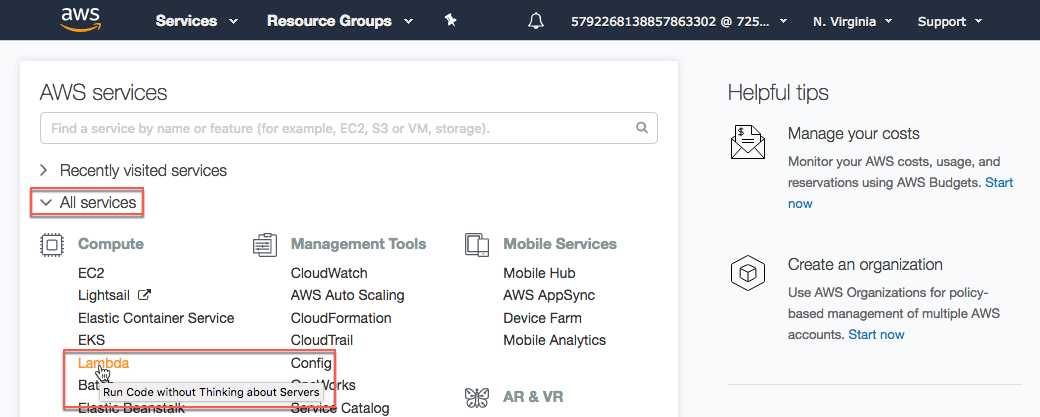 aws
Services
Resource Groups
5792268138857863302 @ 725...
N. Virginia
Support
AWS services
Find a service by name or feature (for example, EC2, S3 or VM, storage).
Recently visited services
All services
Compute
EC2
Lightsail
Elastic Container Service
EKS
Lambda
Run Code without Thinking about Servers
Elastic Beanstalk
Management Tools
CloudWatch
AWS Auto Scaling
CloudFormation
CloudTrail
Config
Service Catalog
Mobile Services
Mobile Hub
AWS AppSync
Device Farm
Mobile Analytics
AR & VR
Helpful tips
Manage your costs
Monitor your AWS costs, usage, and
reservations using AWS Budgets. Start
now
Create an organization
Use AWS Organizations for policy-
based management of multiple AWS
accounts. Start now